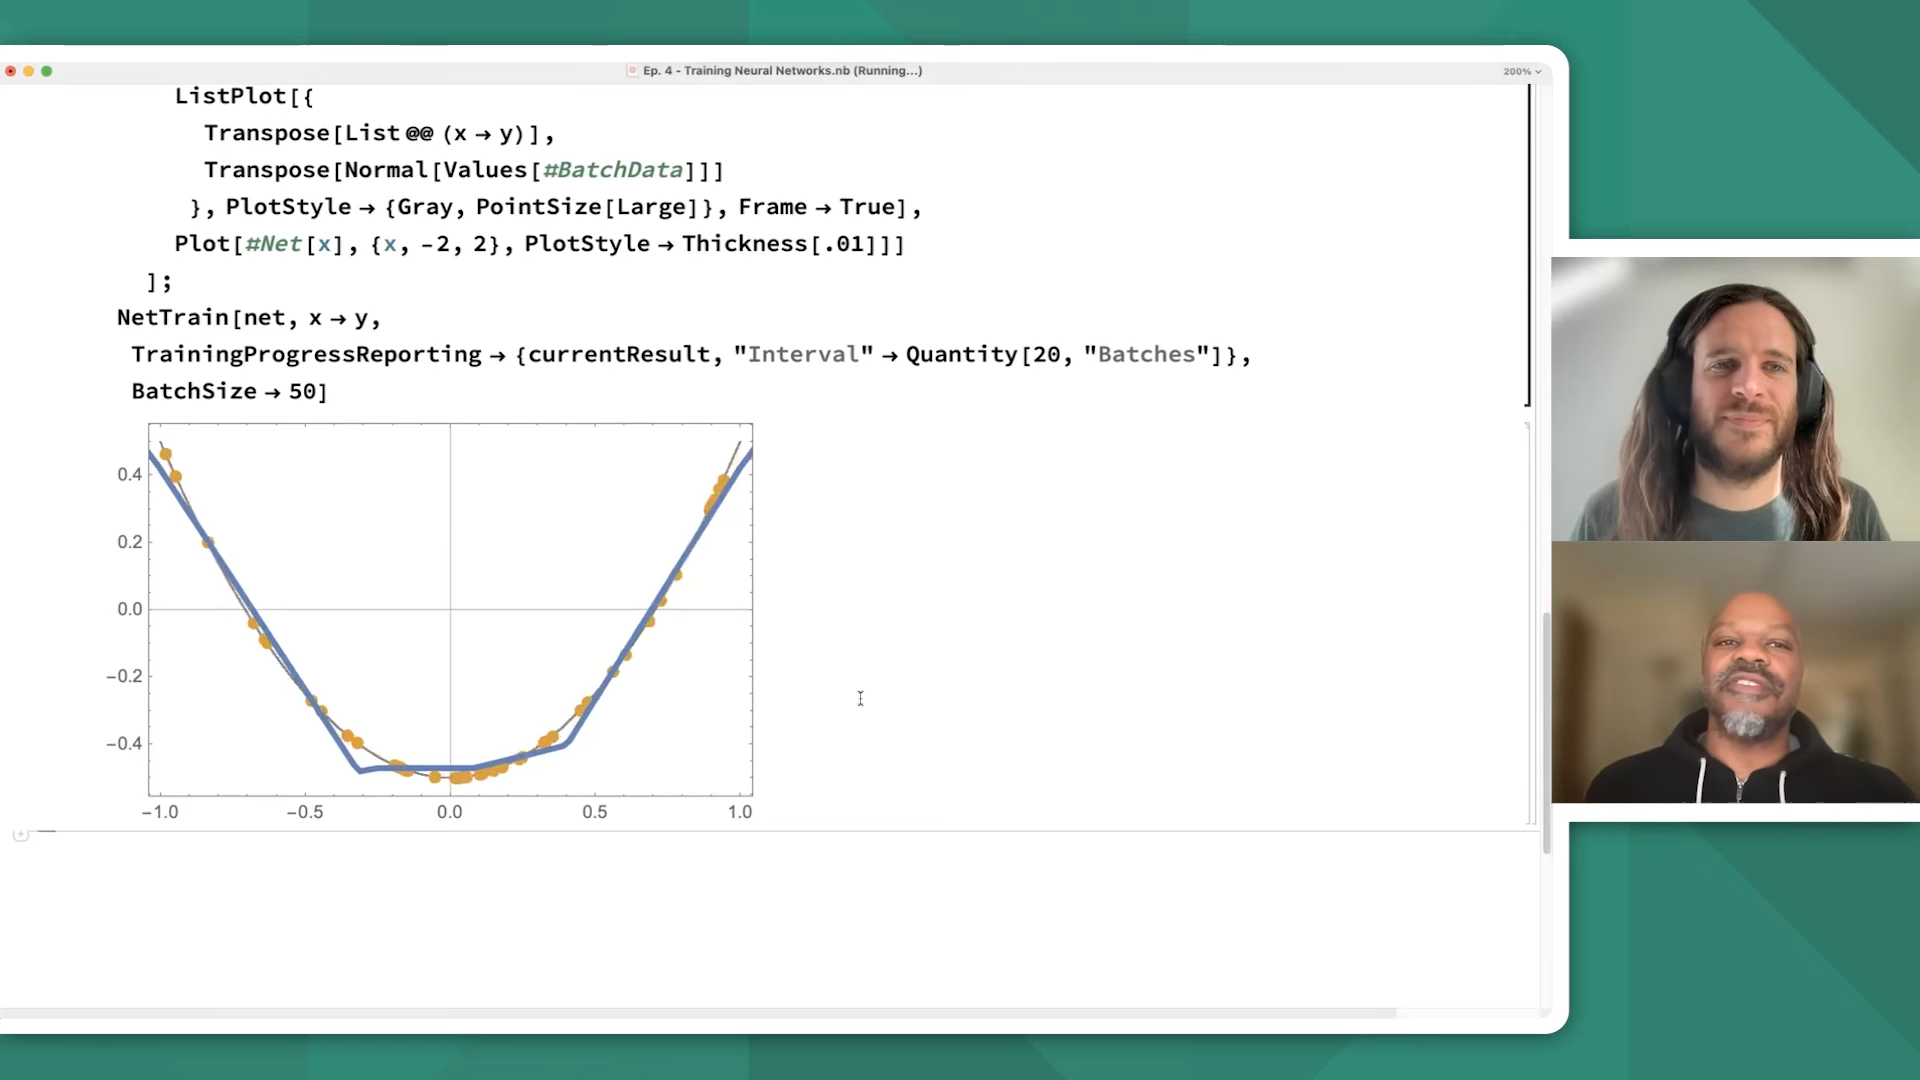 Ep. 4 - Training Neural Networks.nb (Running...)
200%
ListPlot[{
Transpose[List@@(x→y)],
Transpose[Normal[Values[#BatchData]]]
}, PlotStyle→{Gray, PointSize[Large]}, Frame→True],
Plot[#Net[x], {x, -2, 2}, PlotStyle→Thickness[.01]]]
];
NetTrain[net, x→y,
TrainingProgressReporting→{currentResult, "Interval"→Quantity[20, "Batches"]},
BatchSize→50]
0.4
0.2
0.0
-0.2
-0.4
-1.0 -0.5 0.0 0.5 1.0